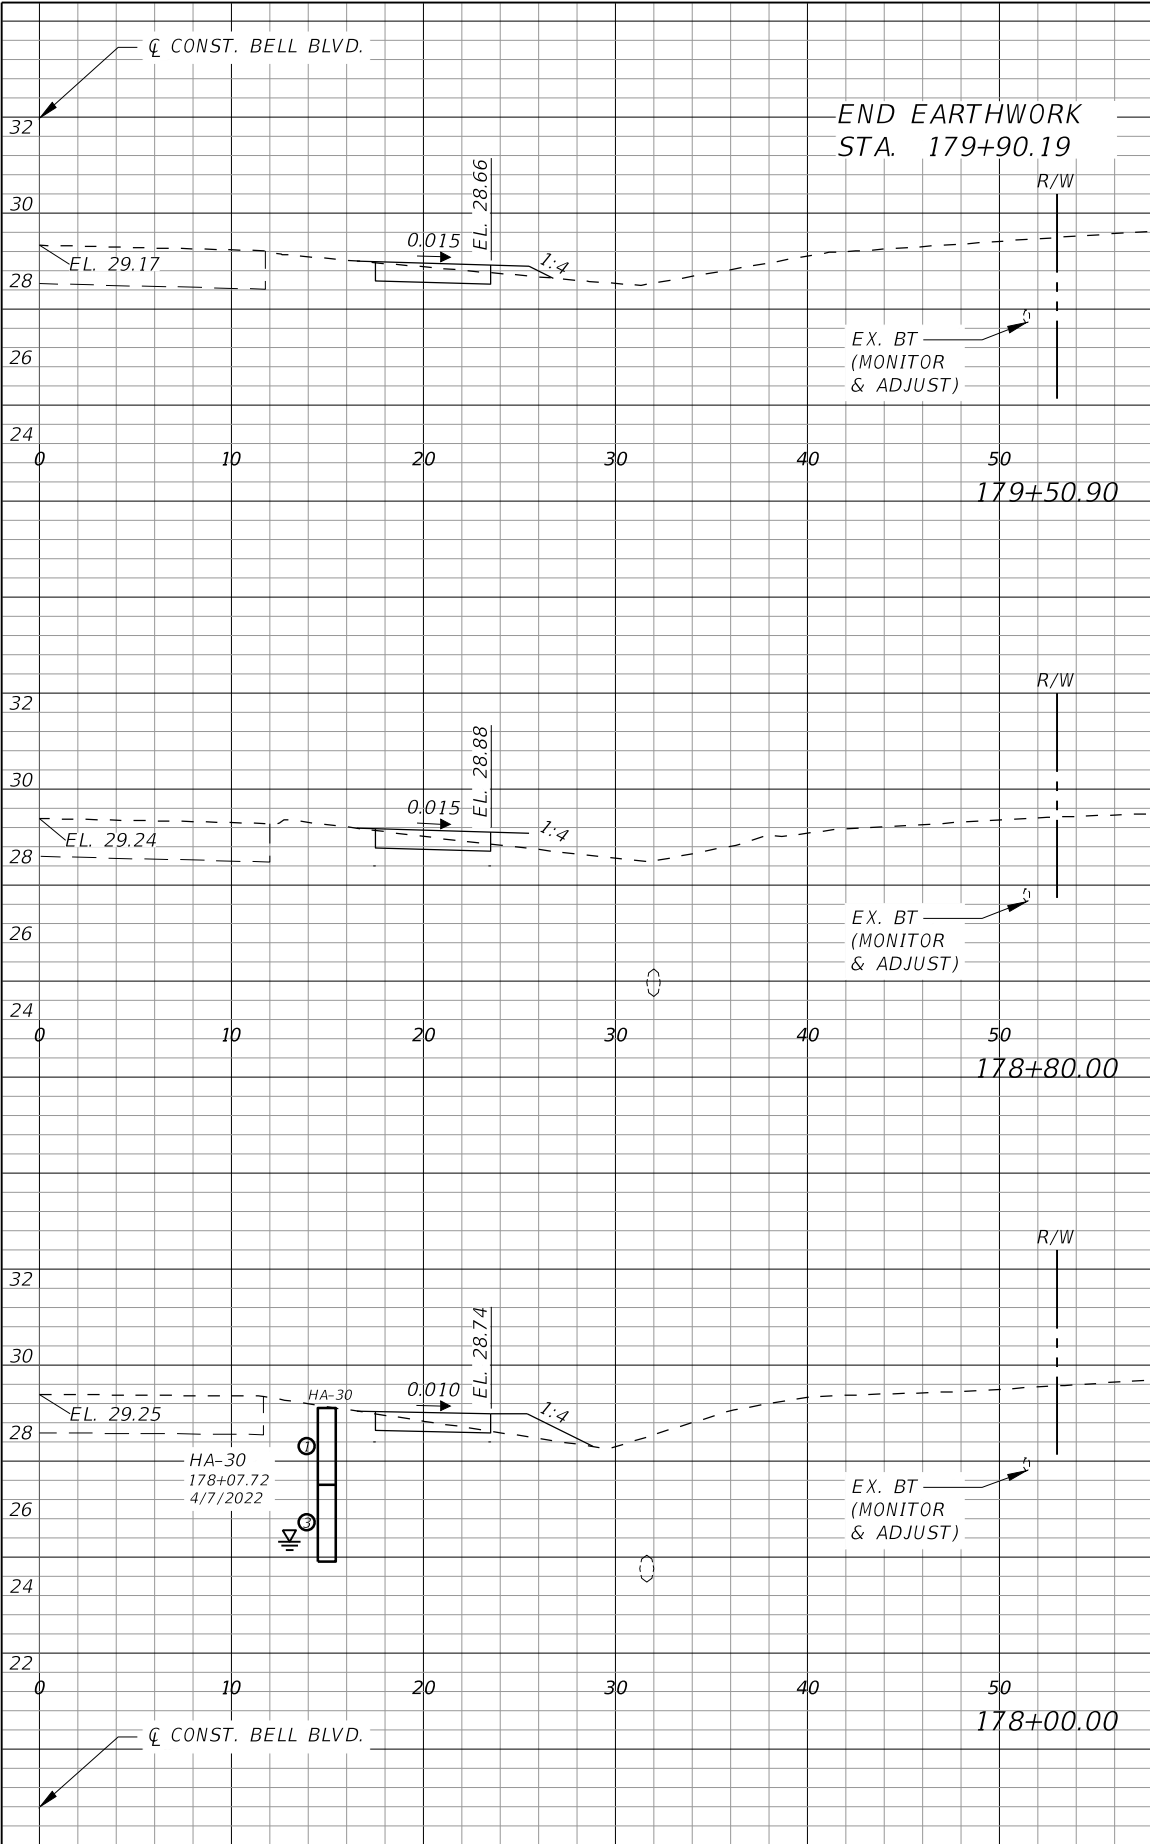 ℄ CONST. BELL BLVD.
END EARTHWORK
STA. 179+90.19
R/W
32
30
28
26
24
EL. 29.17
0.015
EL. 28.66
1:4
EX. BT
(MONITOR
& ADJUST)
0 10 20 30 40 50
179+50.90
R/W
32
30
28
26
24
EL. 29.24
0.015
EL. 28.88
1:4
EX. BT
(MONITOR
& ADJUST)
0 10 20 30 40 50
178+80.00
R/W
32
30
28
26
24
22
EL. 29.25
HA-30
0.010
EL. 28.74
1:4
1
HA-30
178+07.72
4/7/2022
3
EX. BT
(MONITOR
& ADJUST)
0 10 20 30 40 50
178+00.00
℄ CONST. BELL BLVD.